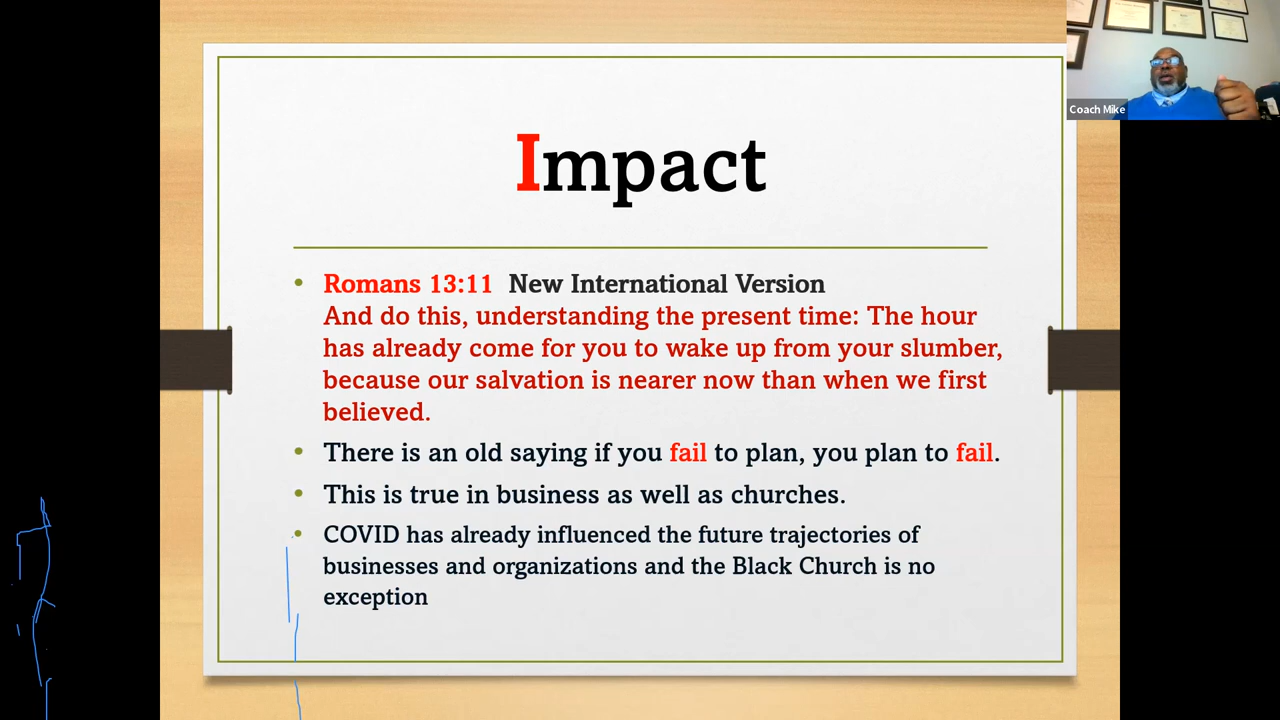 Coach Mike
Impact
• Romans 13:11 New International Version
And do this, understanding the present time: The hour
has already come for you to wake up from your slumber,
because our salvation is nearer now than when we first
believed.
• There is an old saying if you fail to plan, you plan to fail.
• This is true in business as well as churches.
• COVID has already influenced the future trajectories of
businesses and organizations and the Black Church is no
exception